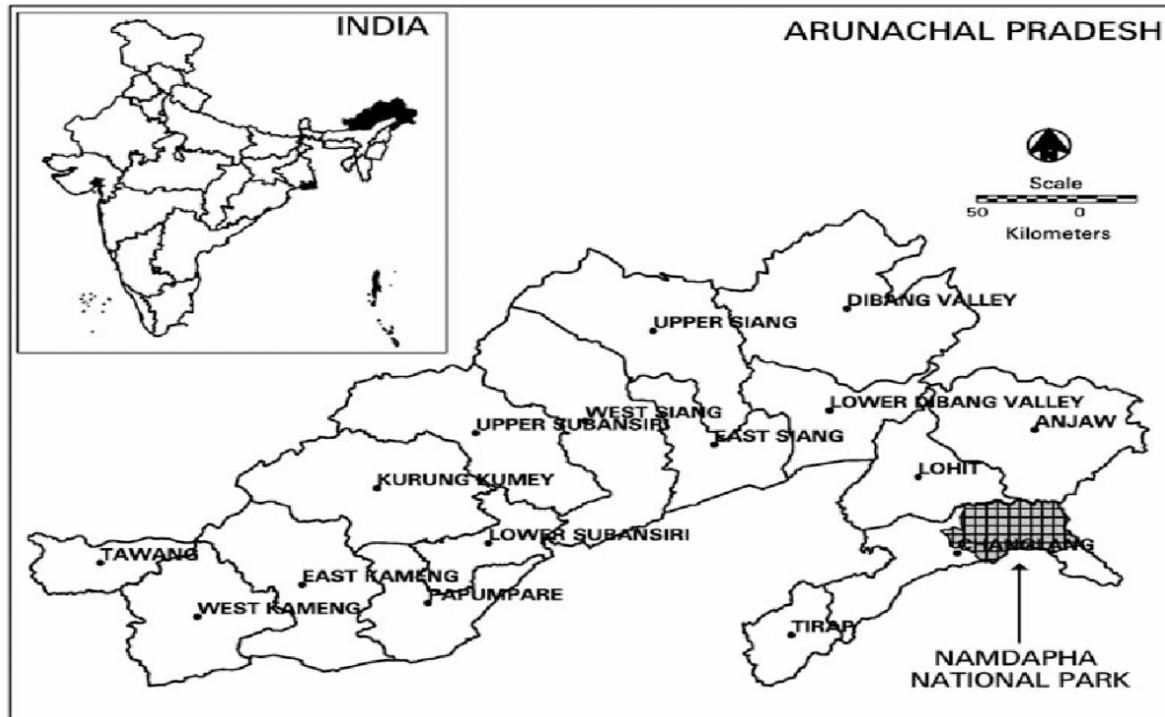 INDIA
ARUNACHAL PRADESH
Scale
50 0
Kilometers
DIBANG VALLEY
UPPER SIANG
LOWER DIBANG VALLEY
WEST SIANG
UPPER SUBANSIRI
EAST SIANG
ANJAW
LOHIT
KURUNG KUMEY
LOWER SUBANSIRI
CHANGLANG
TAWANG
EAST KAMENG
PAPUMPARE
WEST KAMENG
TIRAP
NAMDAPHA
NATIONAL PARK